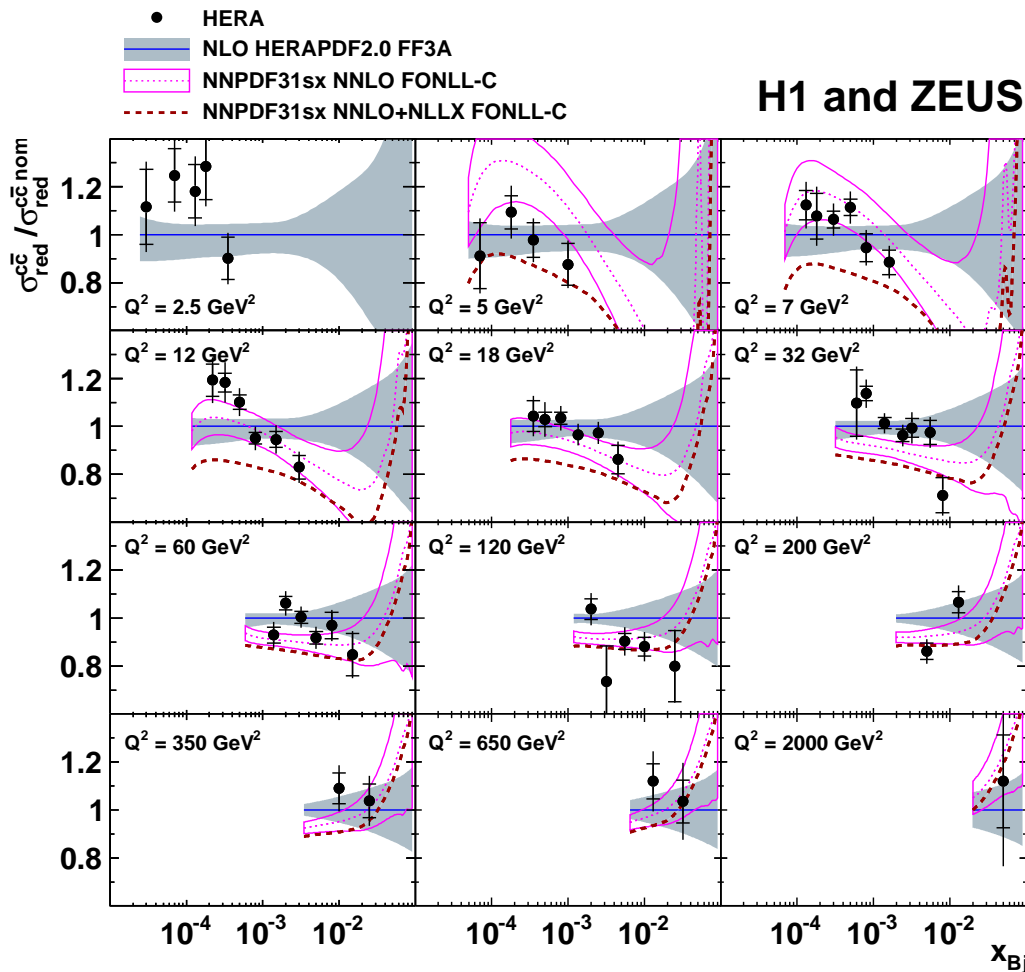 HERA
NLO HERAPDF2.0 FF3A
NNPDF31sx NNLO FONLL-C
NNPDF31sx NNLO+NLLX FONLL-C
H1 and ZEUS
σ_red^{cc̄} / σ_red^{cc̄ nom}
1.2
1
0.8
Q² = 2.5 GeV²
Q² = 5 GeV²
Q² = 7 GeV²
1.2
1
0.8
Q² = 12 GeV²
Q² = 18 GeV²
Q² = 32 GeV²
1.2
1
0.8
Q² = 60 GeV²
Q² = 120 GeV²
Q² = 200 GeV²
1.2
1
0.8
Q² = 350 GeV²
Q² = 650 GeV²
Q² = 2000 GeV²
10⁻⁴ 10⁻³ 10⁻² 10⁻⁴ 10⁻³ 10⁻² 10⁻⁴ 10⁻³ 10⁻²
x_Bj